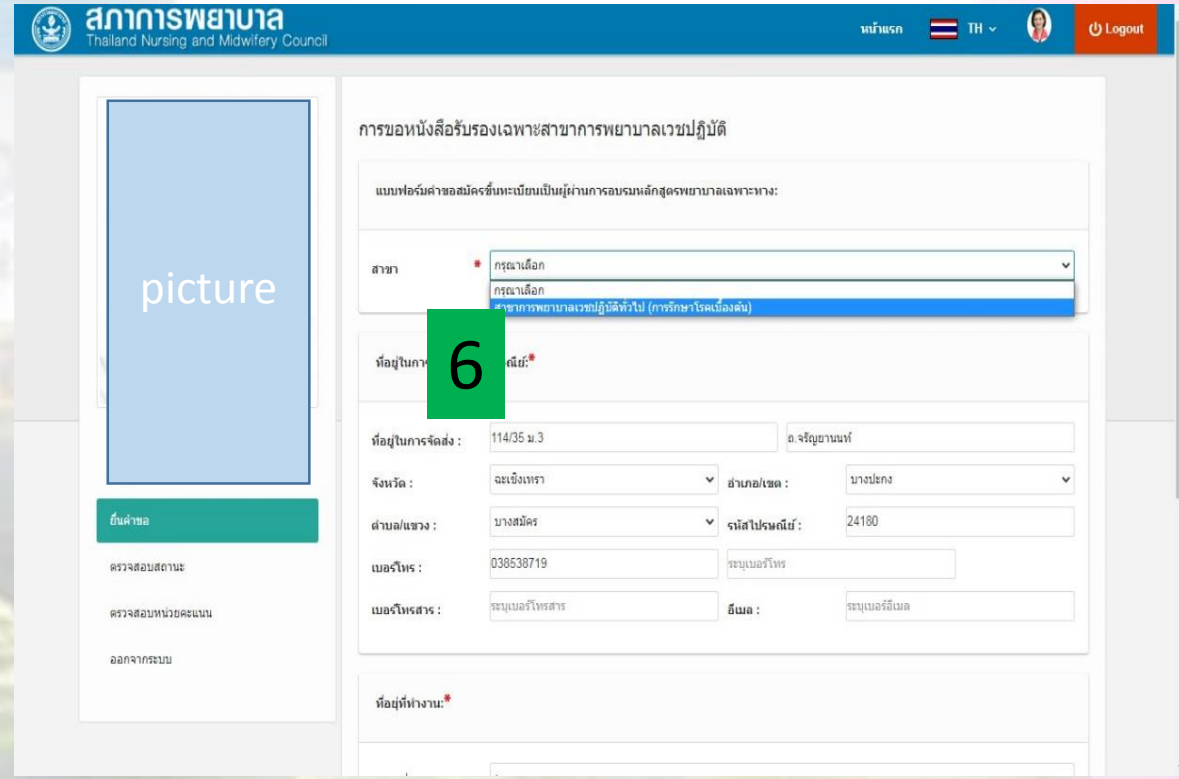 สภาการพยาบาล
Thailand Nursing and Midwifery Council
หน้าแรก TH Logout
picture
ยื่นคำขอ
ตรวจสอบสถานะ
ตรวจสอบหน่วยคะแนน
ออกจากระบบ
การขอหนังสือรับรองเฉพาะสาขาการพยาบาลเวชปฏิบัติ
แบบฟอร์มคำขอสมัครขึ้นทะเบียนเป็นผู้ผ่านการอบรมหลักสูตรพยาบาลเฉพาะทาง:
สาขา * กรุณาเลือก
กรุณาเลือก
สาขาการพยาบาลเวชปฏิบัติทั่วไป (การรักษาโรคเบื้องต้น)
6
ที่อยู่ในการ ณีย์:*
ที่อยู่ในการจัดส่ง : 114/35 ม.3 ถ.จรัญยานนท์
จังหวัด : ฉะเชิงเทรา อำเภอ/เขต : บางปะกง
ตำบล/แขวง : บางสมัคร รหัสไปรษณีย์ : 24180
เบอร์โทร : 038538719 ระบุเบอร์โทร
เบอร์โทรสาร : ระบุเบอร์โทรสาร อีเมล : ระบุเบอร์อีเมล
ที่อยู่ที่ทำงาน:*